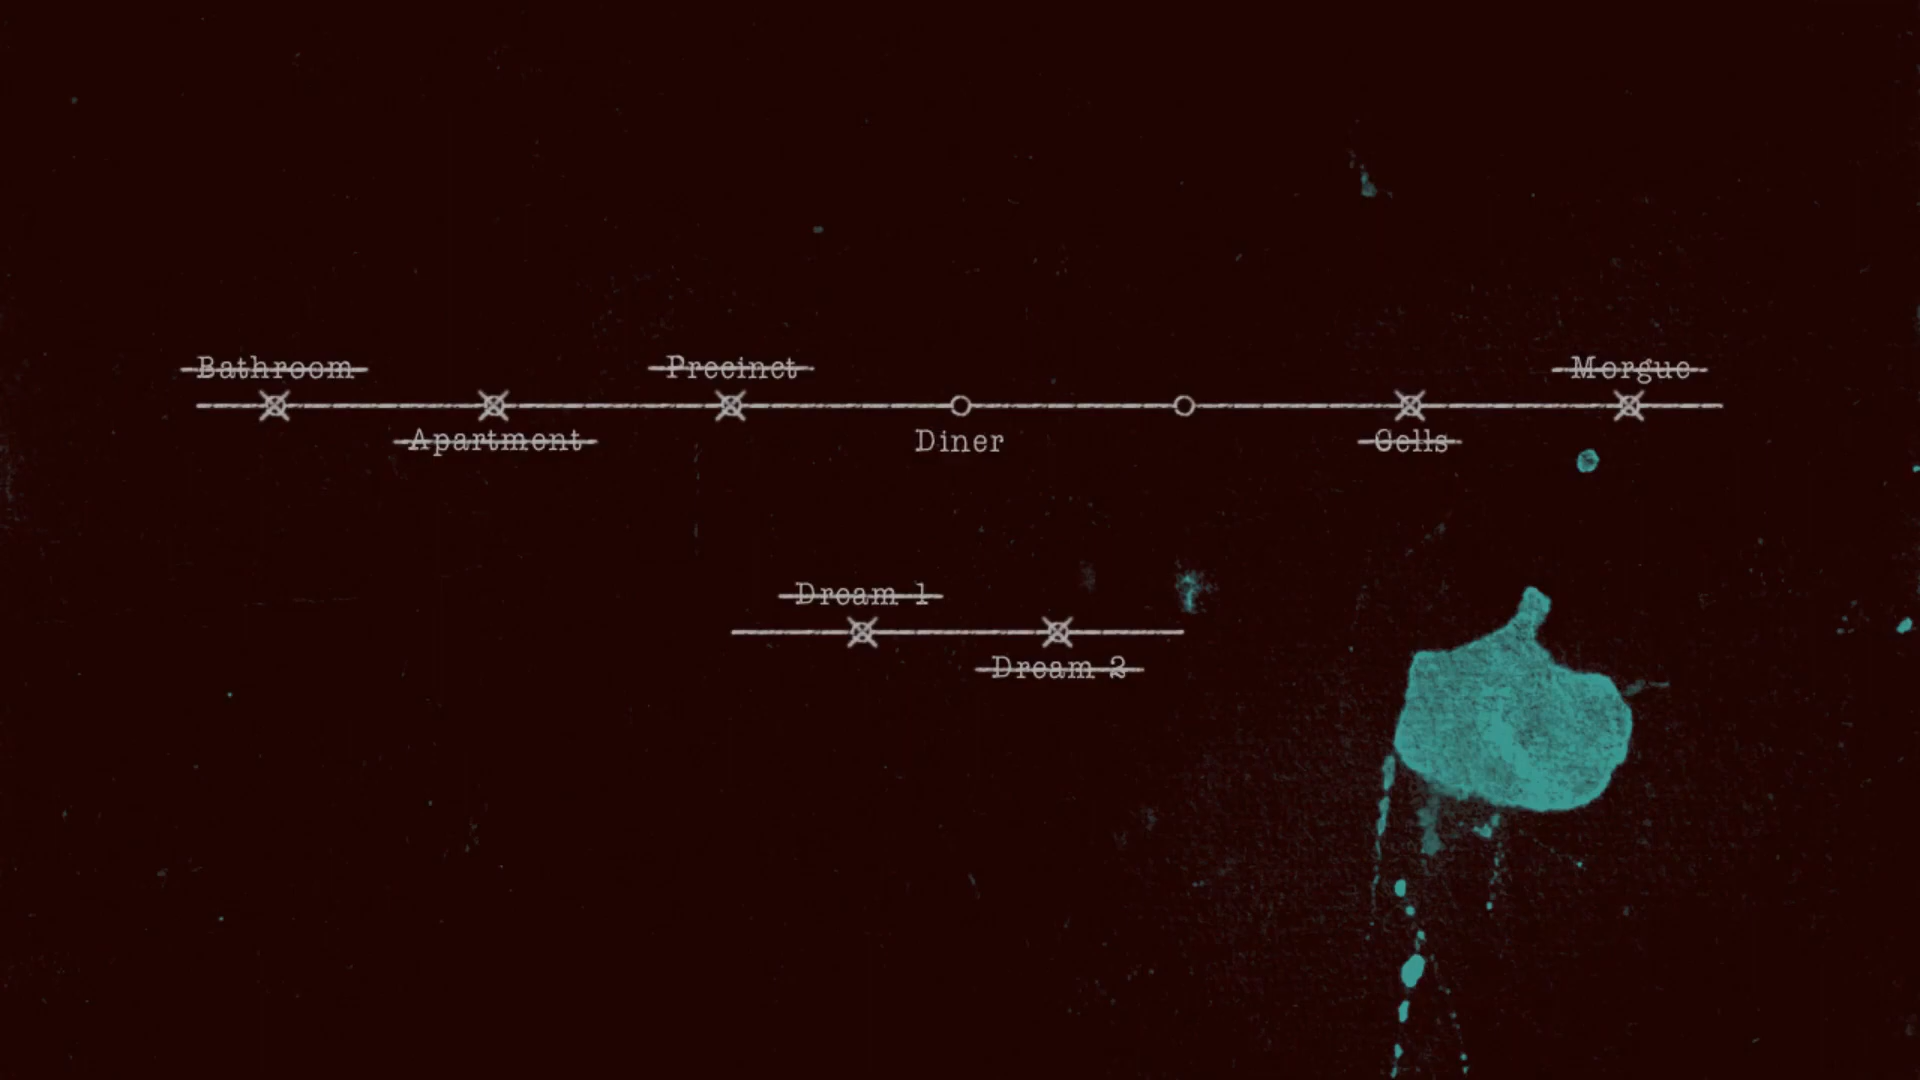 Bathroom
Apartment
Precinct
Diner
Cells
Morgue
Dream 1
Dream 2